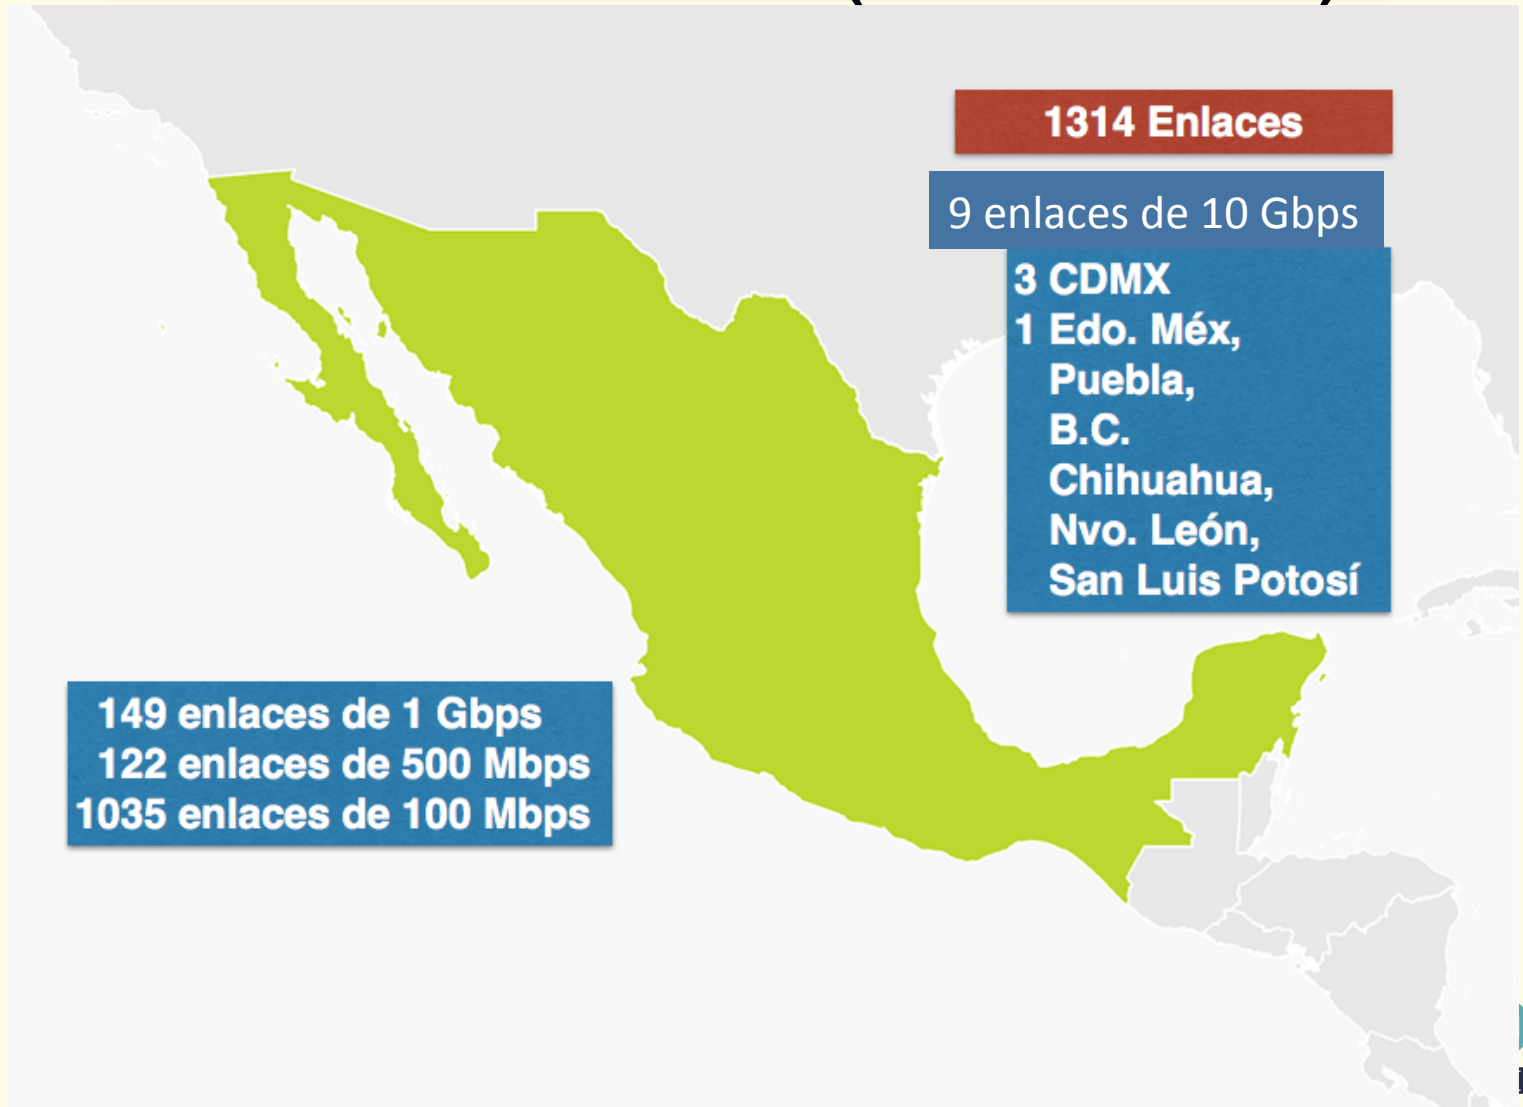 1314 Enlaces
9 enlaces de 10 Gbps
3 CDMX
1 Edo. Méx,
Puebla,
B.C.
Chihuahua,
Nvo. León,
San Luis Potosí
149 enlaces de 1 Gbps
122 enlaces de 500 Mbps
1035 enlaces de 100 Mbps